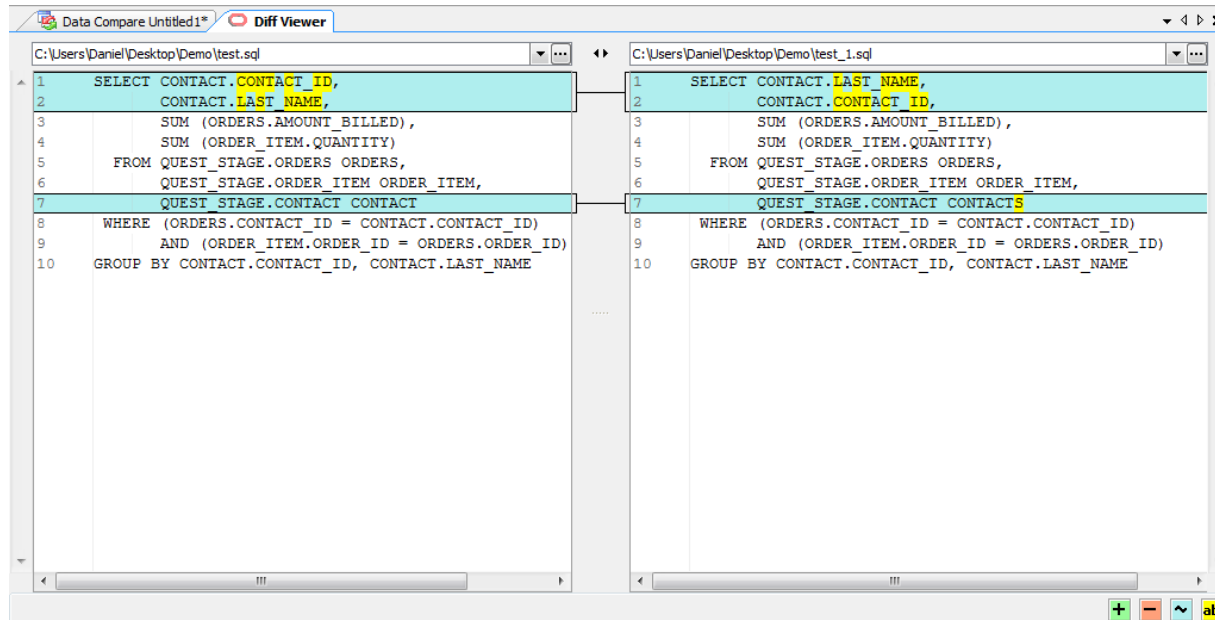 Data Compare Untitled1* Diff Viewer
C:\Users\Daniel\Desktop\Demo\test.sql
1 SELECT CONTACT.CONTACT_ID,
2 CONTACT.LAST_NAME,
3 SUM (ORDERS.AMOUNT_BILLED),
4 SUM (ORDER_ITEM.QUANTITY)
5 FROM QUEST_STAGE.ORDERS ORDERS,
6 QUEST_STAGE.ORDER_ITEM ORDER_ITEM,
7 QUEST_STAGE.CONTACT CONTACT
8 WHERE (ORDERS.CONTACT_ID = CONTACT.CONTACT_ID)
9 AND (ORDER_ITEM.ORDER_ID = ORDERS.ORDER_ID)
10 GROUP BY CONTACT.CONTACT_ID, CONTACT.LAST_NAME
C:\Users\Daniel\Desktop\Demo\test_1.sql
1 SELECT CONTACT.LAST_NAME,
2 CONTACT.CONTACT_ID,
3 SUM (ORDERS.AMOUNT_BILLED),
4 SUM (ORDER_ITEM.QUANTITY)
5 FROM QUEST_STAGE.ORDERS ORDERS,
6 QUEST_STAGE.ORDER_ITEM ORDER_ITEM,
7 QUEST_STAGE.CONTACT CONTACTS
8 WHERE (ORDERS.CONTACT_ID = CONTACT.CONTACT_ID)
9 AND (ORDER_ITEM.ORDER_ID = ORDERS.ORDER_ID)
10 GROUP BY CONTACT.CONTACT_ID, CONTACT.LAST_NAME
+ − ~